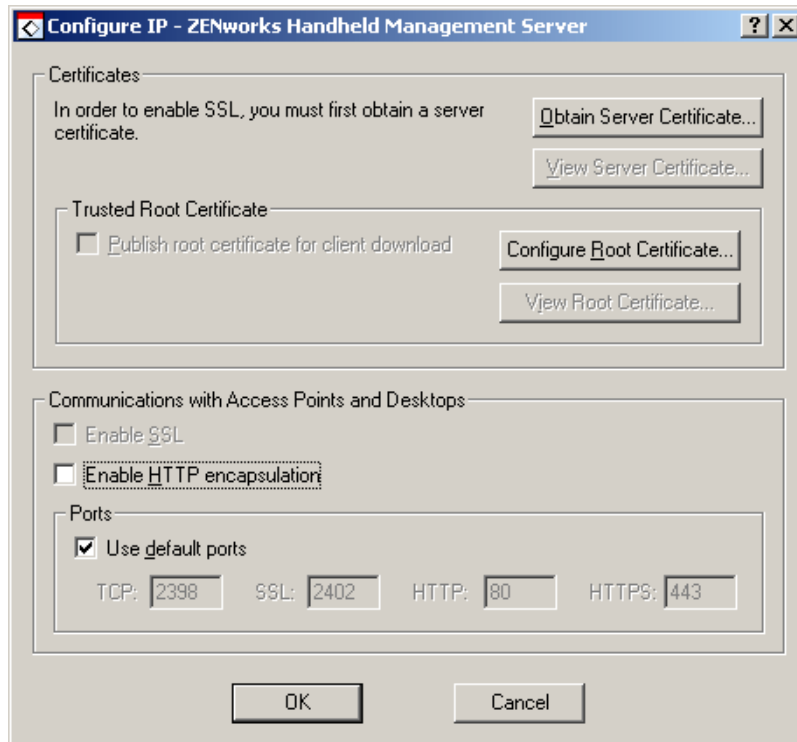 Configure IP - ZENworks Handheld Management Server
Certificates
In order to enable SSL, you must first obtain a server
certificate.
Obtain Server Certificate...
View Server Certificate...
Trusted Root Certificate
Publish root certificate for client download
Configure Root Certificate...
View Root Certificate...
Communications with Access Points and Desktops
Enable SSL
Enable HTTP encapsulation
Ports
Use default ports
TCP: 2398 SSL: 2402 HTTP: 80 HTTPS: 443
OK Cancel